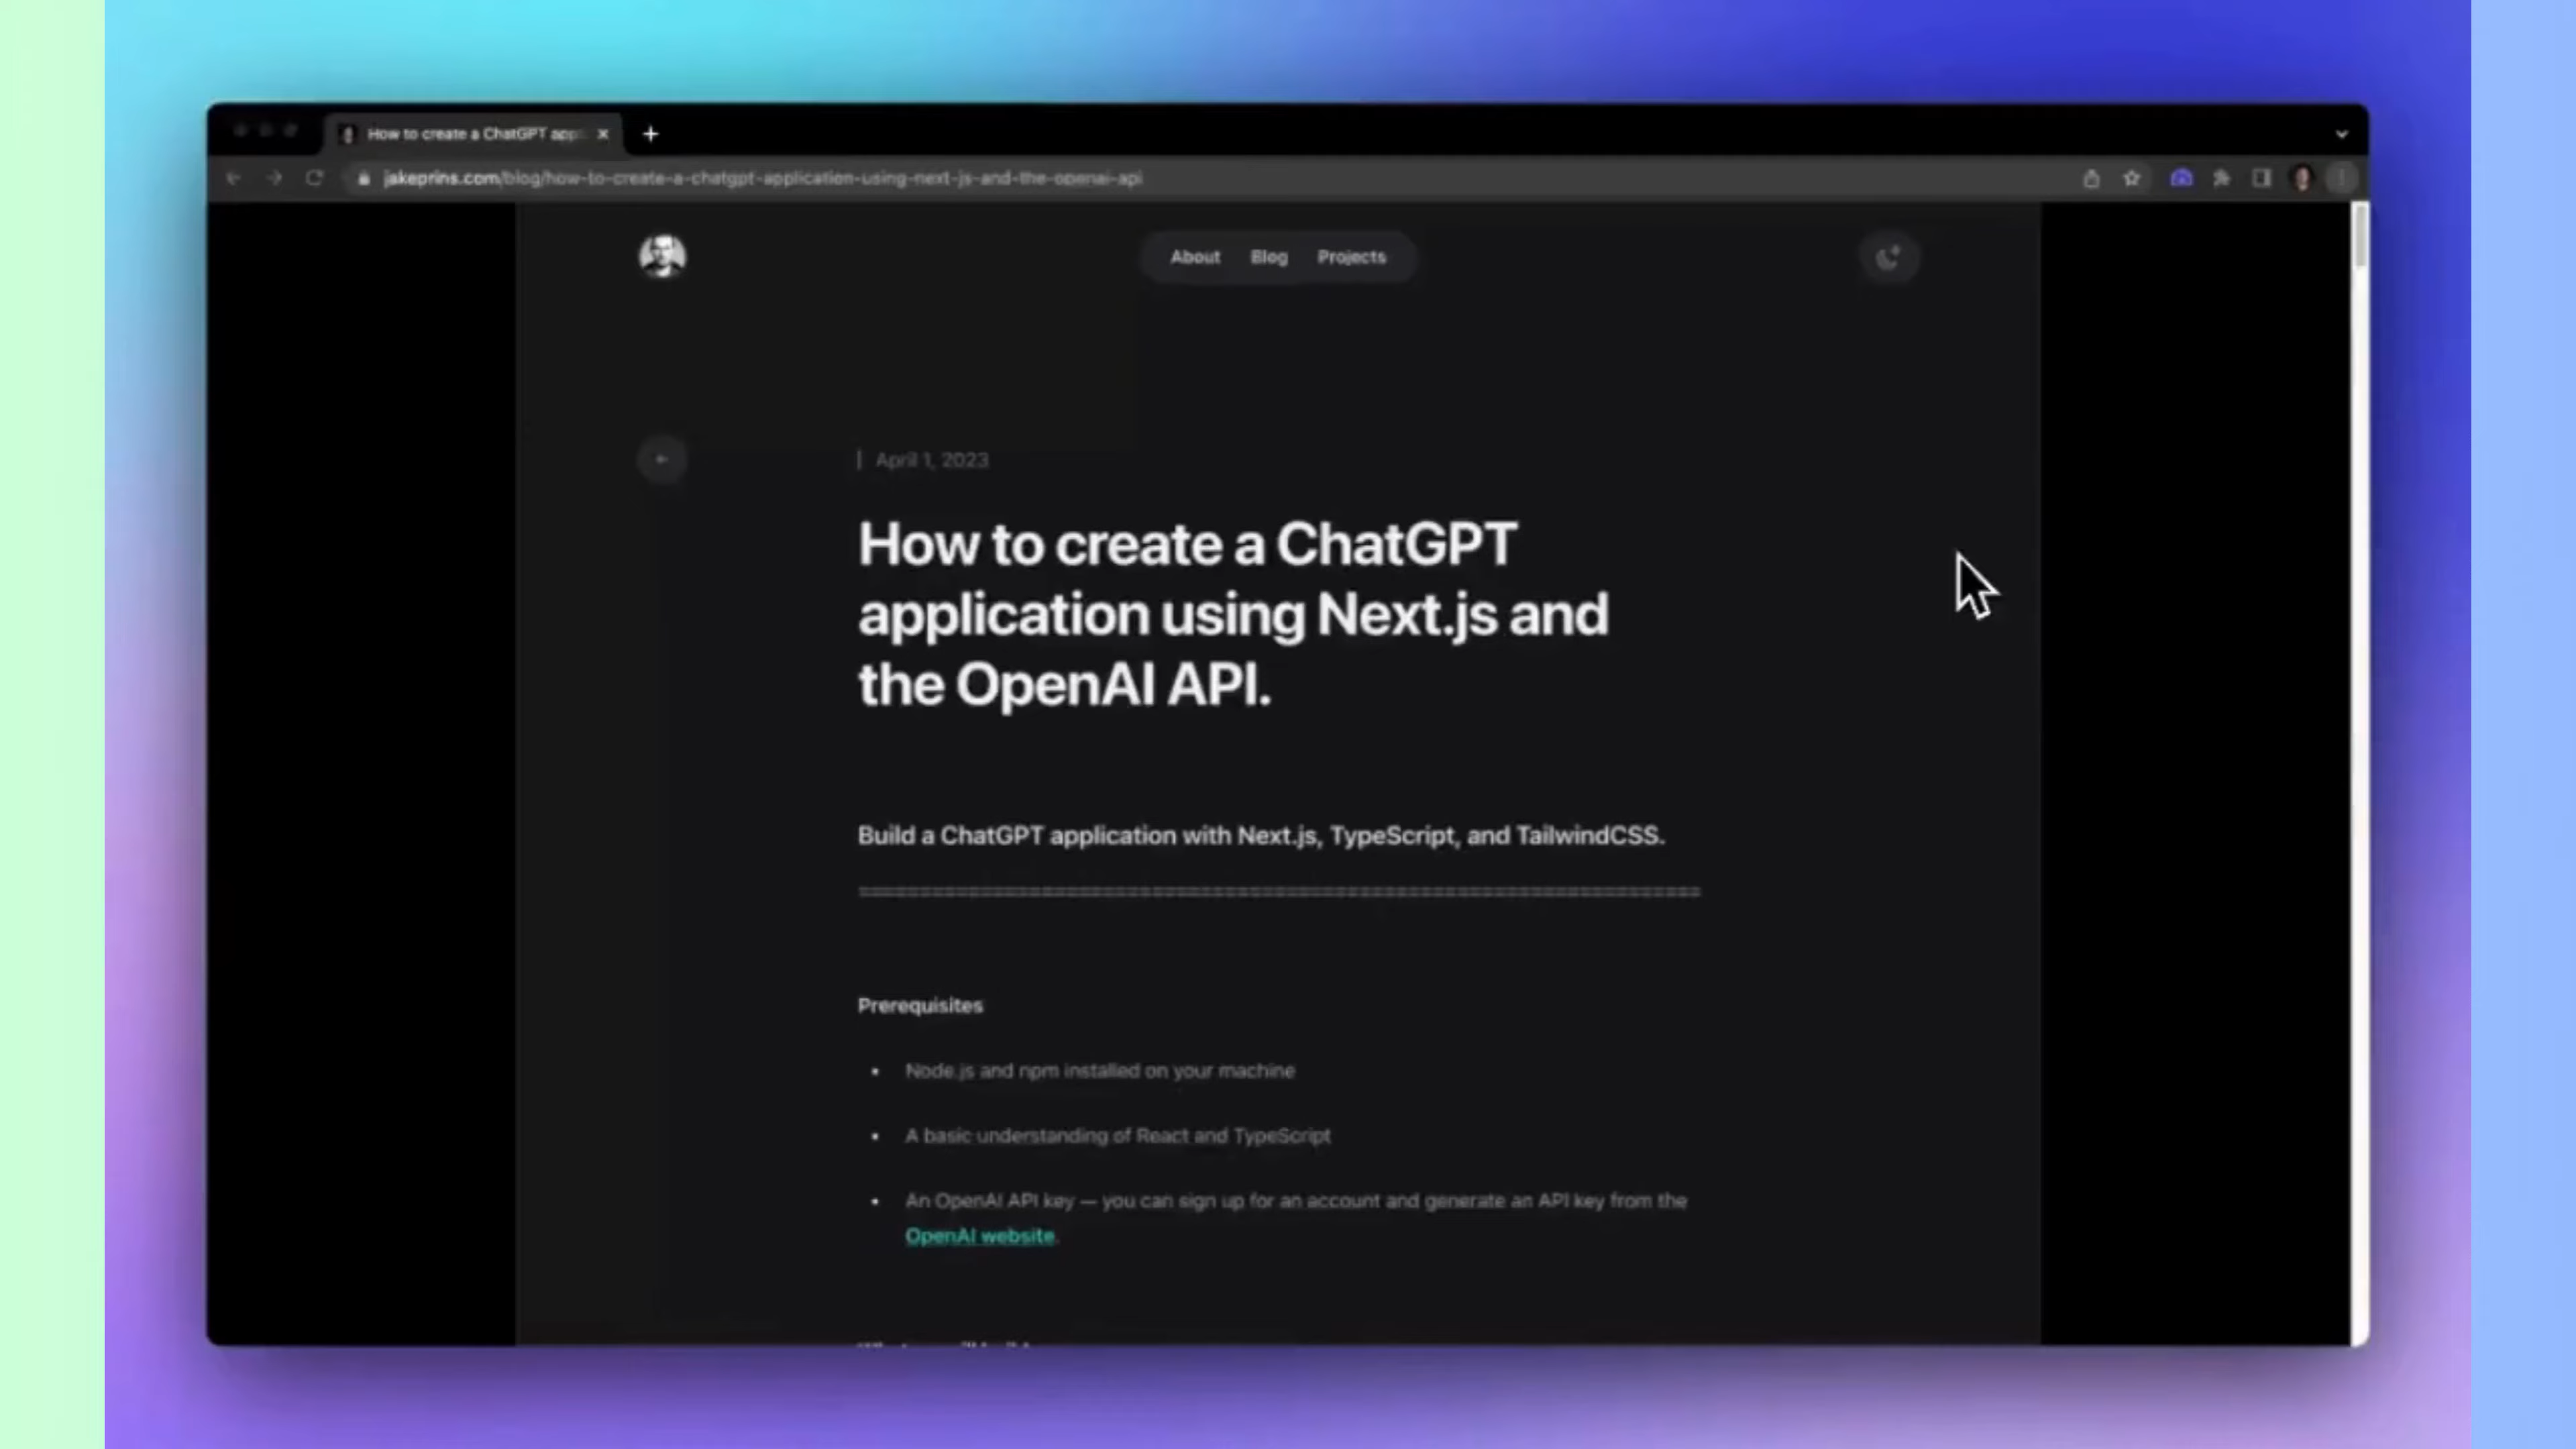 How to create a ChatGPT app
jakeprins.com/blog/how-to-create-a-chatgpt-application-using-next-js-and-the-openai-api
About Blog Projects
April 1, 2023
How to create a ChatGPT
application using Next.js and
the OpenAI API.
Build a ChatGPT application with Next.js, TypeScript, and TailwindCSS.
Prerequisites
Node.js and npm installed on your machine
A basic understanding of React and TypeScript
An OpenAI API key — you can sign up for an account and generate an API key from the
OpenAI website.